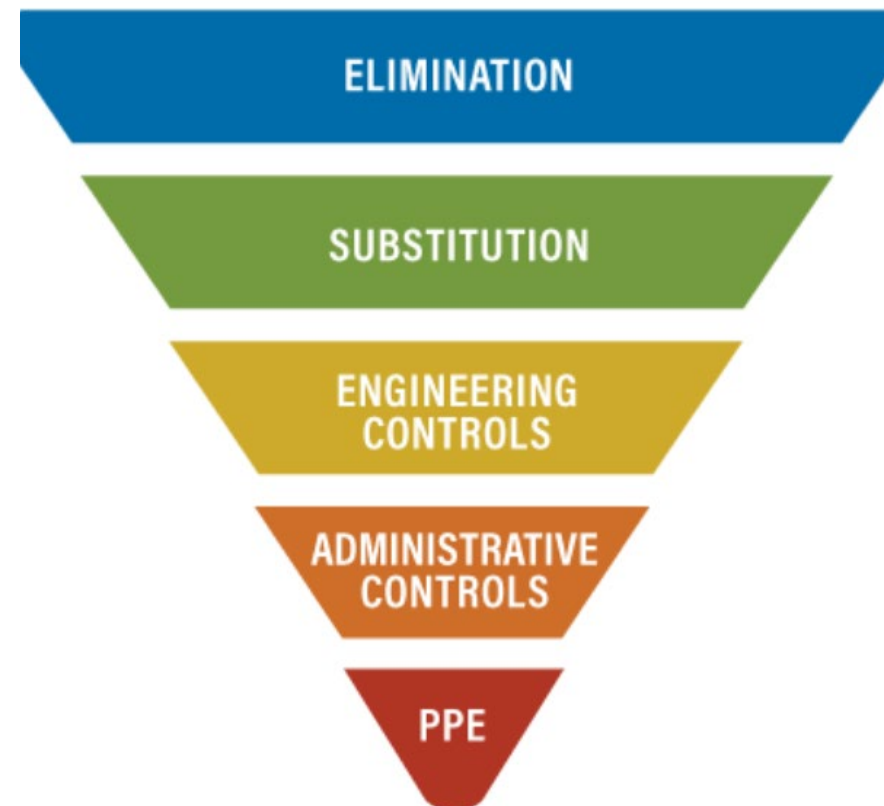 ELIMINATION
SUBSTITUTION
ENGINEERING
CONTROLS
ADMINISTRATIVE
CONTROLS
PPE